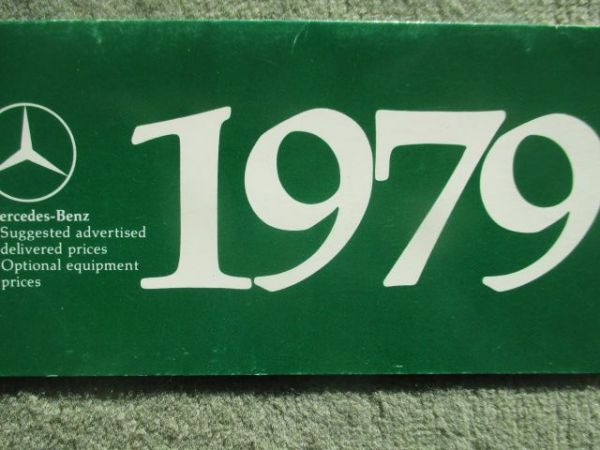 ercedes-Benz
Suggested advertised
delivered prices
Optional equipment
prices
1979